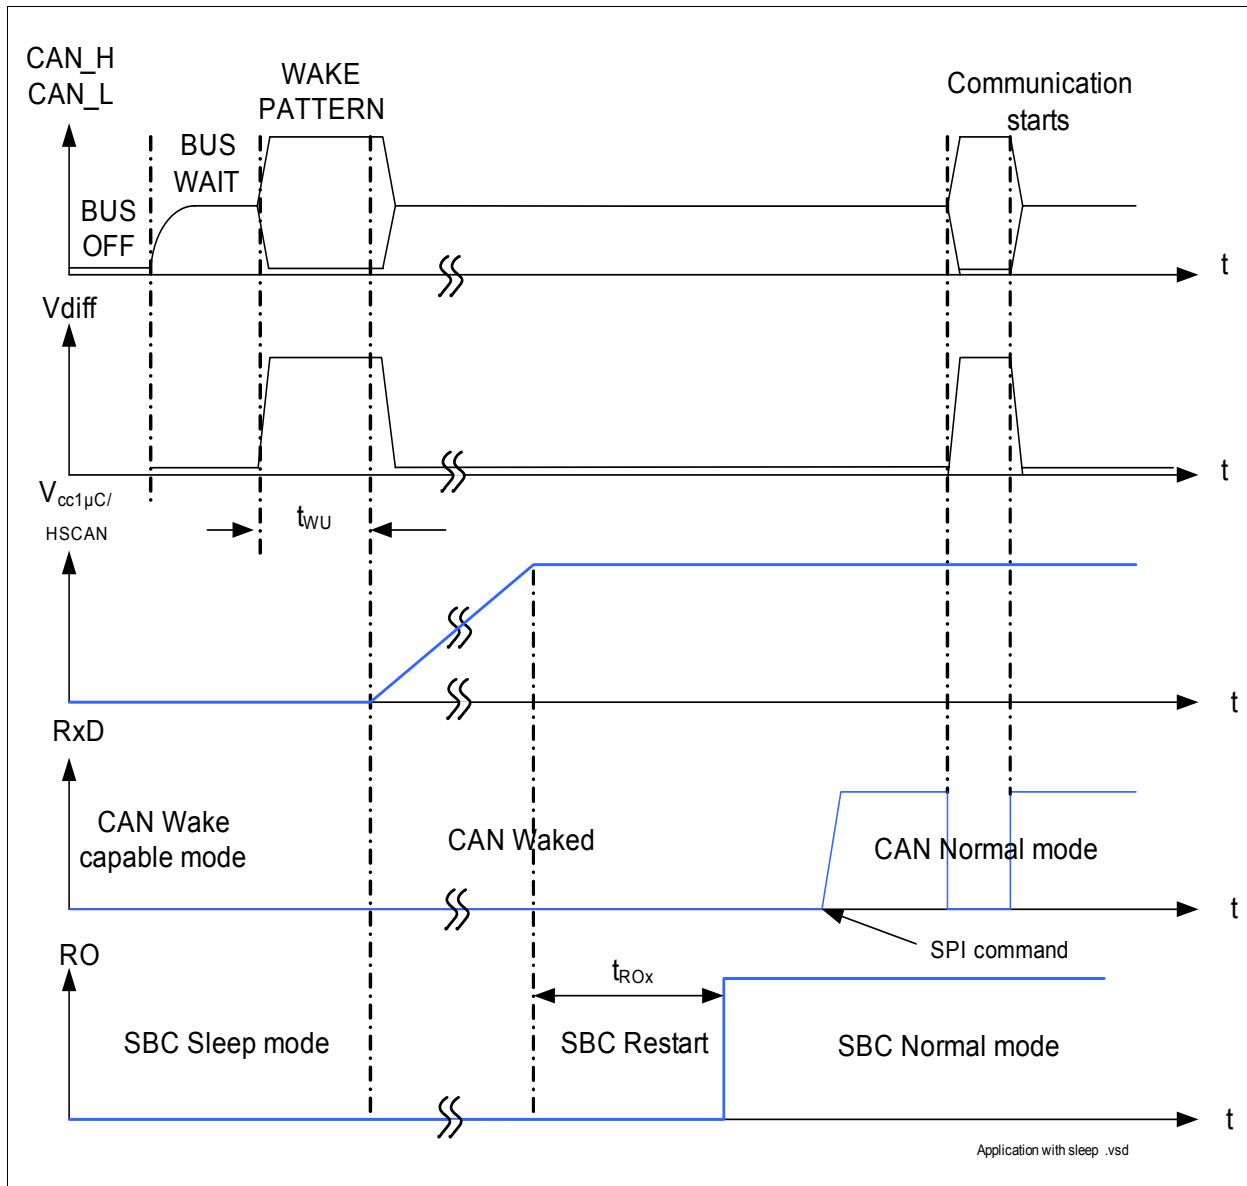 CAN_H
CAN_L
WAKE
PATTERN
Communication
starts
BUS
WAIT
BUS
OFF
t
Vdiff
t
Vcc1µC/
HSCAN
tWU
t
RxD
CAN Wake
capable mode
CAN Waked
CAN Normal mode
t
SPI command
RO
tROx
SBC Sleep mode
SBC Restart
SBC Normal mode
t
Application with sleep .vsd